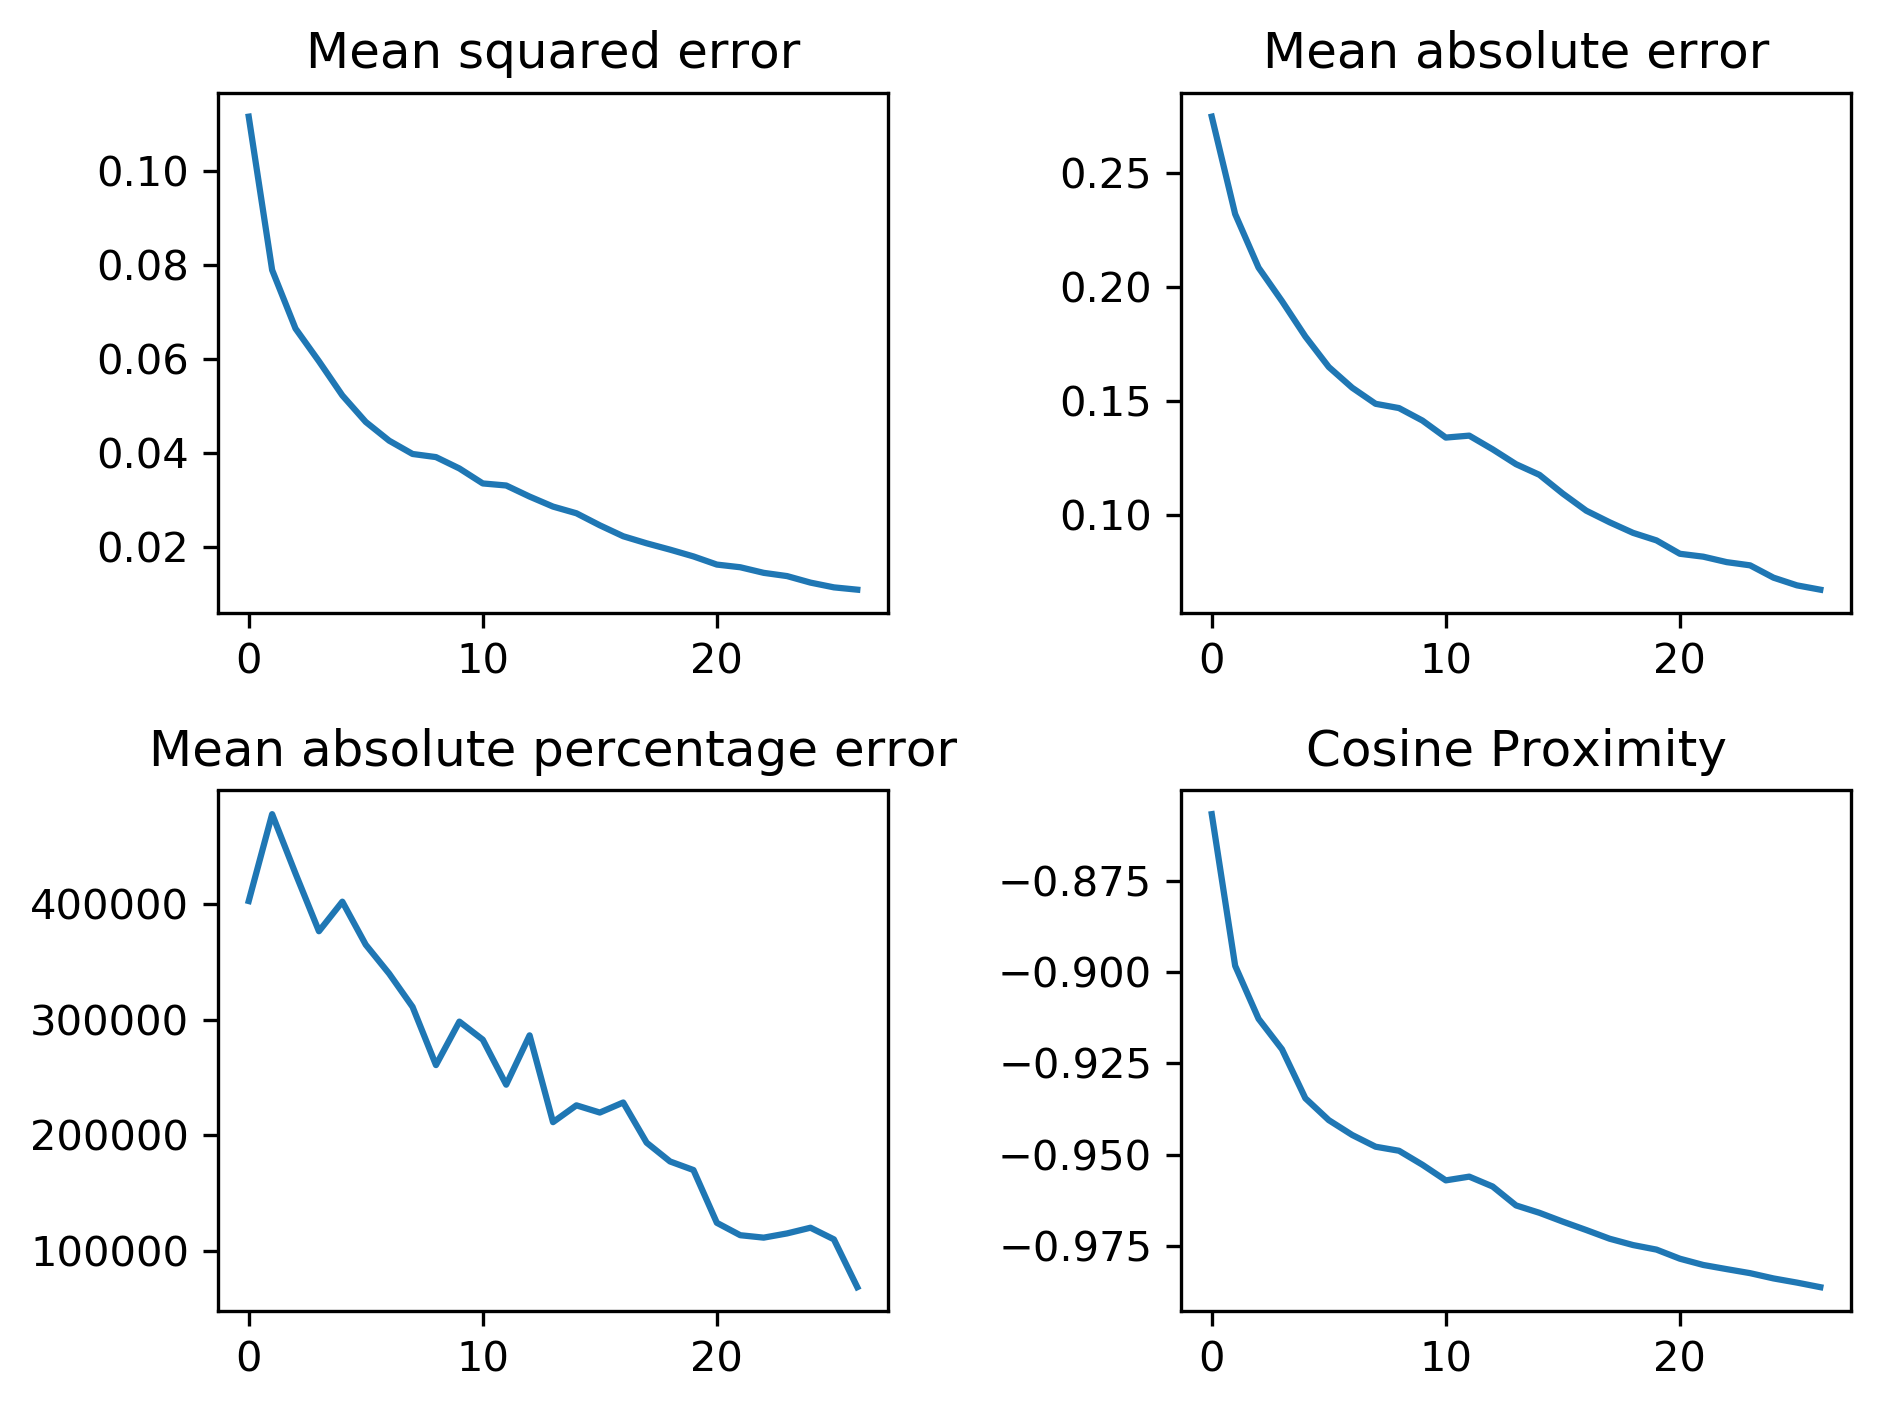 Mean squared error
0.10
0.08
0.06
0.04
0.02
0 10 20
Mean absolute error
0.25
0.20
0.15
0.10
0 10 20
Mean absolute percentage error
400000
300000
200000
100000
0 10 20
Cosine Proximity
−0.875
−0.900
−0.925
−0.950
−0.975
0 10 20